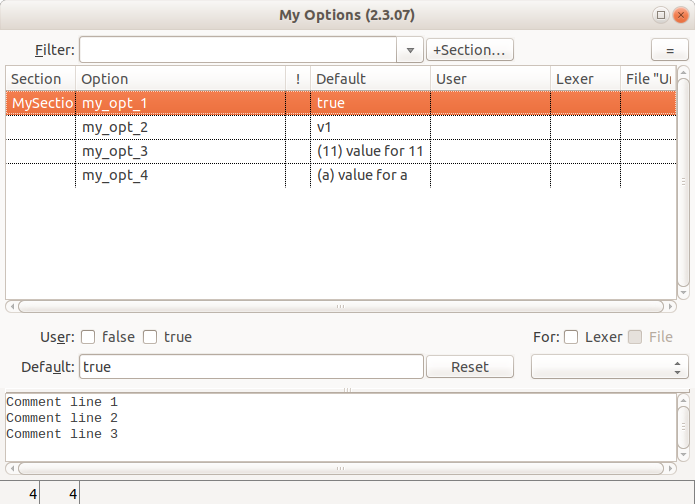 My Options (2.3.07)
Filter: +Section... =
Section Option ! Default User Lexer File "Un
MySectio my_opt_1 true
my_opt_2 v1
my_opt_3 (11) value for 11
my_opt_4 (a) value for a
User: false true For: Lexer File
Default: true Reset
Comment line 1
Comment line 2
Comment line 3
4 4